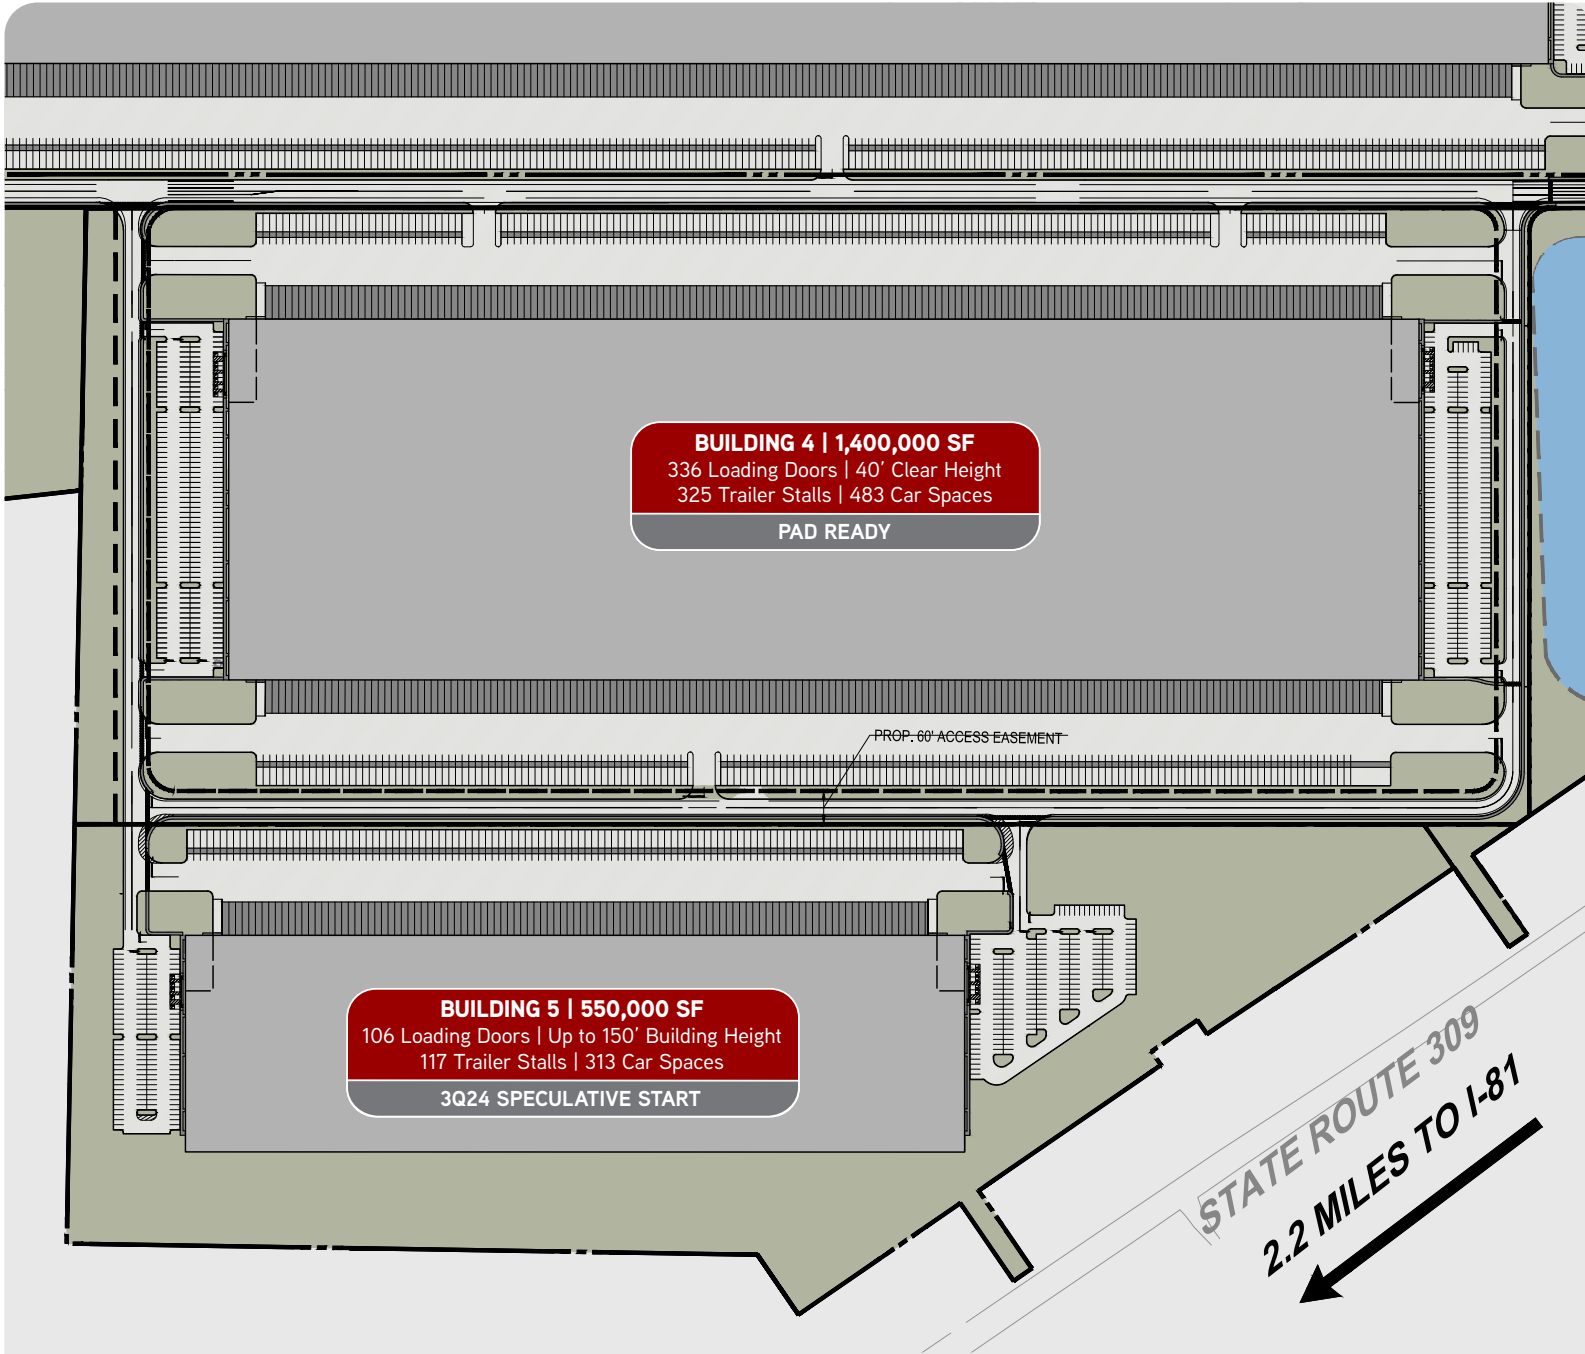 BUILDING 4 | 1,400,000 SF
336 Loading Doors | 40' Clear Height
325 Trailer Stalls | 483 Car Spaces
PAD READY
PROP. 60' ACCESS EASEMENT
BUILDING 5 | 550,000 SF
106 Loading Doors | Up to 150' Building Height
117 Trailer Stalls | 313 Car Spaces
3Q24 SPECULATIVE START
STATE ROUTE 309
2.2 MILES TO I-81